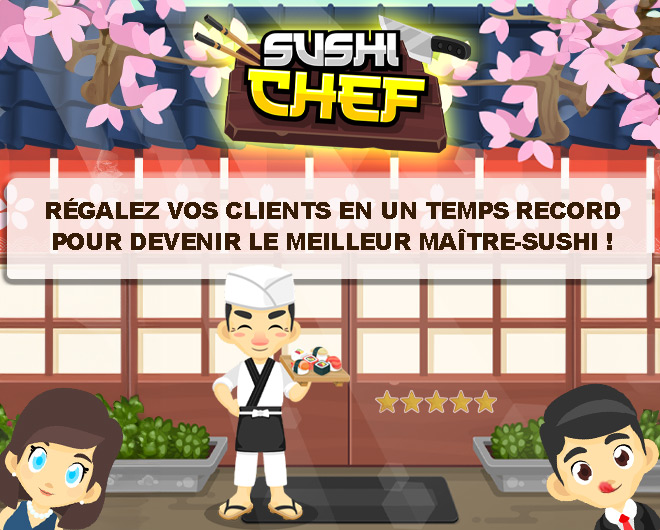 SUSHI
CHEF
RÉGALEZ VOS CLIENTS EN UN TEMPS RECORD
POUR DEVENIR LE MEILLEUR MAÎTRE-SUSHI !